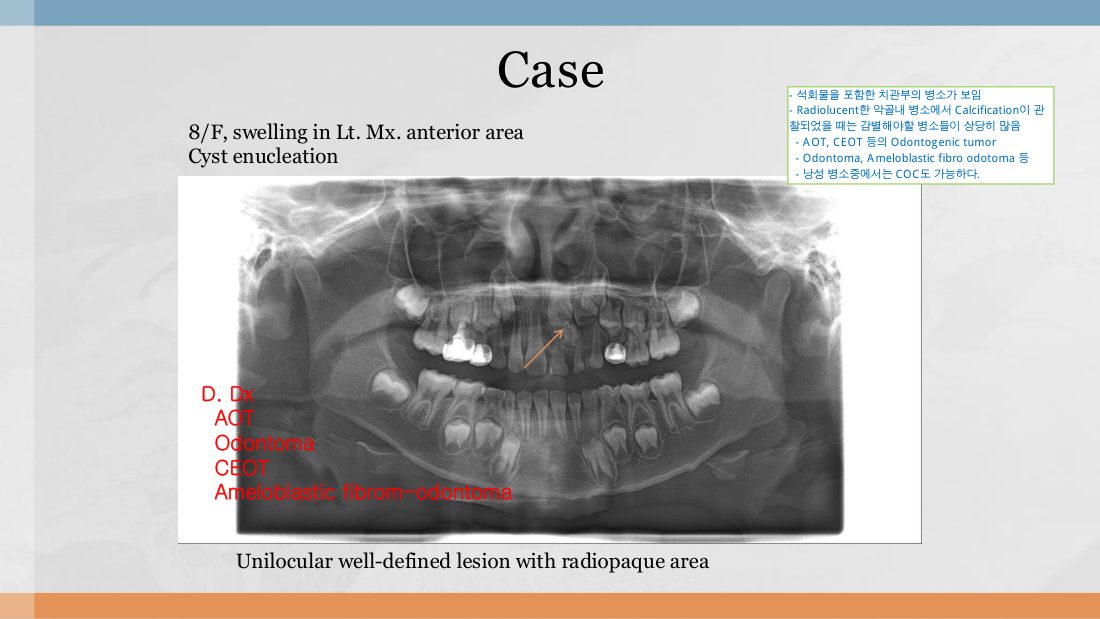 Case
- 석회물을 포함한 치관부의 병소가 보임
- Radiolucent한 악골내 병소에서 Calcification이 관
찰되었을 때는 감별해야할 병소들이 상당히 많음
- AOT, CEOT 등의 Odontogenic tumor
- Odontoma, Ameloblastic fibro odotoma 등
- 낭성 병소중에서는 COC도 가능하다.
8/F, swelling in Lt. Mx. anterior area
Cyst enucleation
D. Dx
AOT
Odontoma
CEOT
Ameloblastic fibrom-odontoma
Unilocular well-defined lesion with radiopaque area